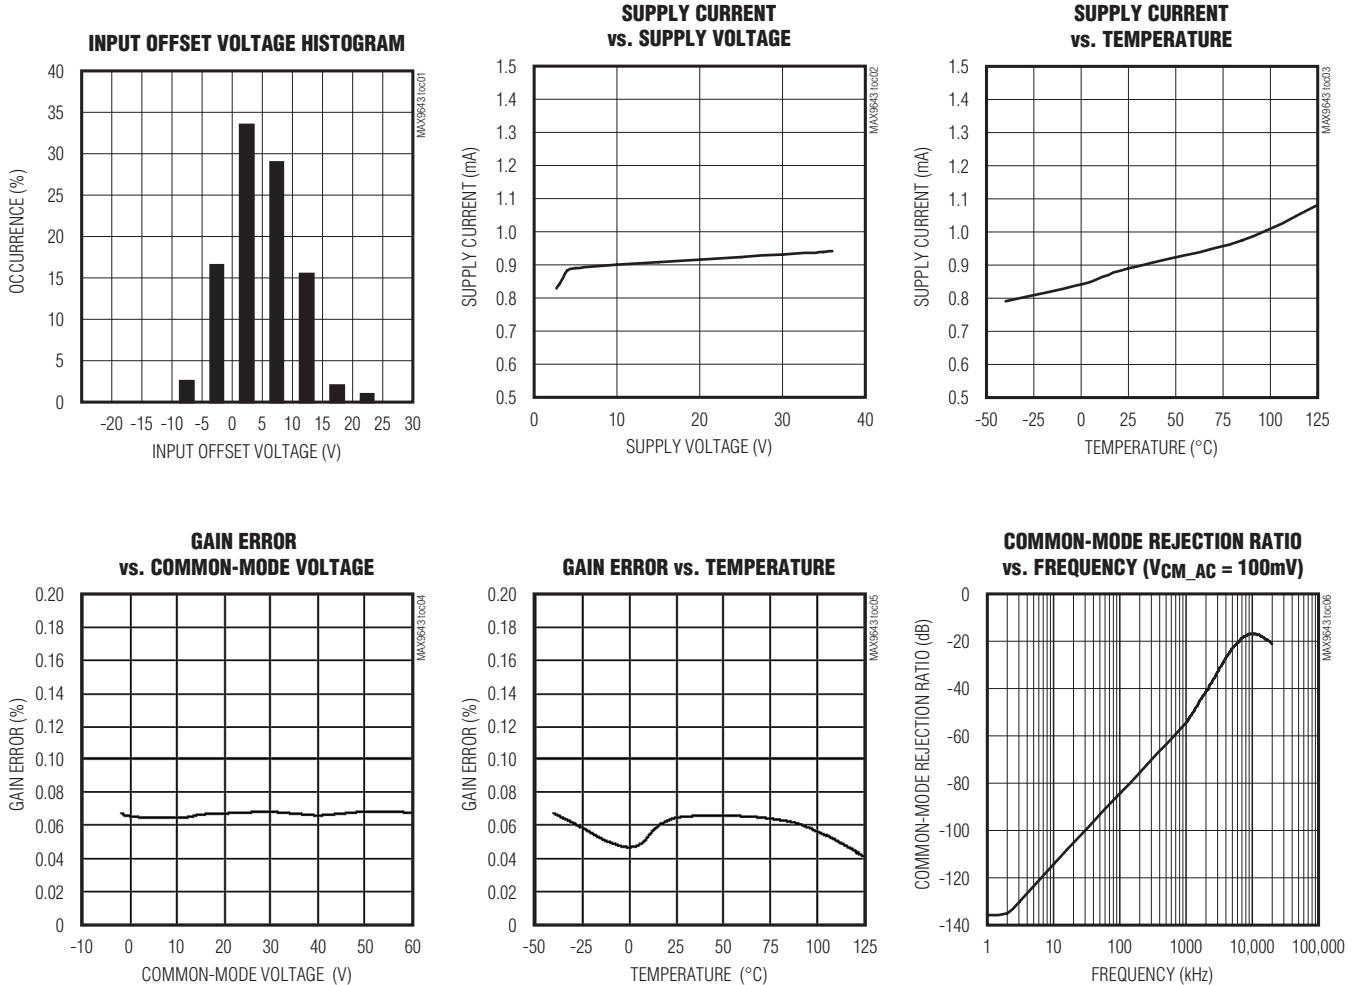 INPUT OFFSET VOLTAGE HISTOGRAM
MAX9643 toc01
OCCURRENCE (%)
40
35
30
25
20
15
10
5
0
-20 -15 -10 -5 0 5 10 15 20 25 30
INPUT OFFSET VOLTAGE (V)
SUPPLY CURRENT
vs. SUPPLY VOLTAGE
MAX9643 toc02
SUPPLY CURRENT (mA)
1.5
1.4
1.3
1.2
1.1
1.0
0.9
0.8
0.7
0.6
0.5
0 10 20 30 40
SUPPLY VOLTAGE (V)
SUPPLY CURRENT
vs. TEMPERATURE
MAX9643 toc03
SUPPLY CURRENT (mA)
1.5
1.4
1.3
1.2
1.1
1.0
0.9
0.8
0.7
0.6
0.5
-50 -25 0 25 50 75 100 125
TEMPERATURE (°C)
GAIN ERROR
vs. COMMON-MODE VOLTAGE
MAX9643 toc04
GAIN ERROR (%)
0.20
0.18
0.16
0.14
0.12
0.10
0.08
0.06
0.04
0.02
0
-10 0 10 20 30 40 50 60
COMMON-MODE VOLTAGE (V)
GAIN ERROR vs. TEMPERATURE
MAX9643 toc05
GAIN ERROR (%)
0.20
0.18
0.16
0.14
0.12
0.10
0.08
0.06
0.04
0.02
0
-50 -25 0 25 50 75 100 125
TEMPERATURE (°C)
COMMON-MODE REJECTION RATIO
vs. FREQUENCY (VCM_AC = 100mV)
MAX9643 toc06
COMMON-MODE REJECTION RATIO (dB)
0
-20
-40
-60
-80
-100
-120
-140
1 10 100 1000 10,000 100,000
FREQUENCY (kHz)